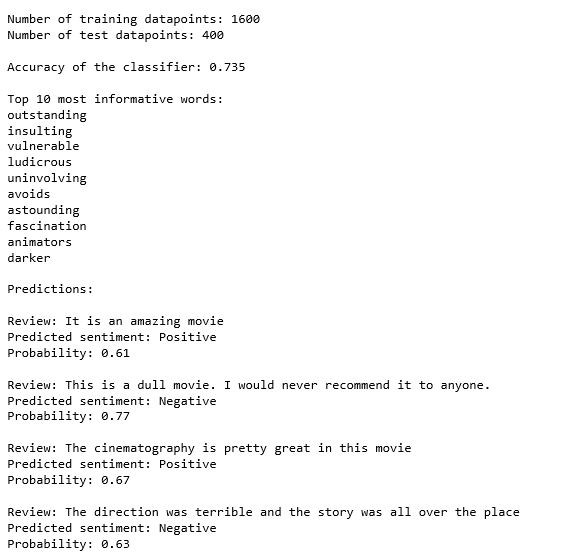 Number of training datapoints: 1600
Number of test datapoints: 400
Accuracy of the classifier: 0.735
Top 10 most informative words:
outstanding
insulting
vulnerable
ludicrous
uninvolving
avoids
astounding
fascination
animators
darker
Predictions:
Review: It is an amazing movie
Predicted sentiment: Positive
Probability: 0.61
Review: This is a dull movie. I would never recommend it to anyone.
Predicted sentiment: Negative
Probability: 0.77
Review: The cinematography is pretty great in this movie
Predicted sentiment: Positive
Probability: 0.67
Review: The direction was terrible and the story was all over the place
Predicted sentiment: Negative
Probability: 0.63